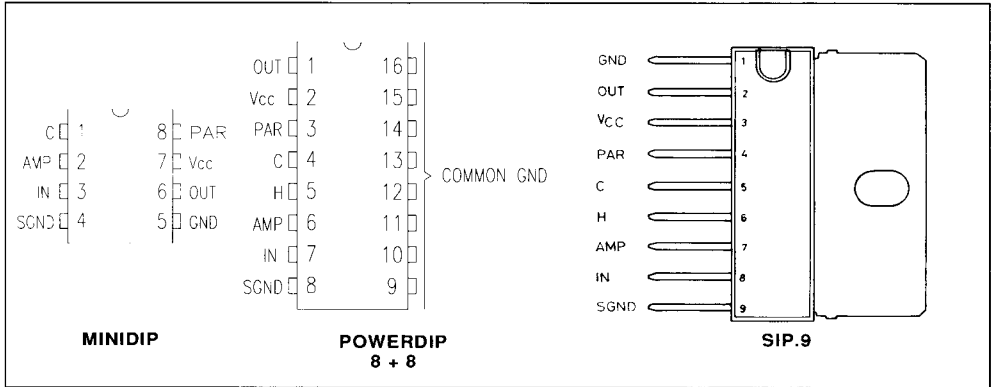 C 1 8 PAR
AMP 2 7 Vcc
IN 3 6 OUT
SGND 4 5 GND
MINIDIP
OUT 1 16
Vcc 2 15
PAR 3 14
C 4 13
H 5 12
AMP 6 11
IN 7 10
SGND 8 9
COMMON GND
POWERDIP
8 + 8
GND 1
OUT 2
VCC 3
PAR 4
C 5
H 6
AMP 7
IN 8
SGND 9
SIP.9